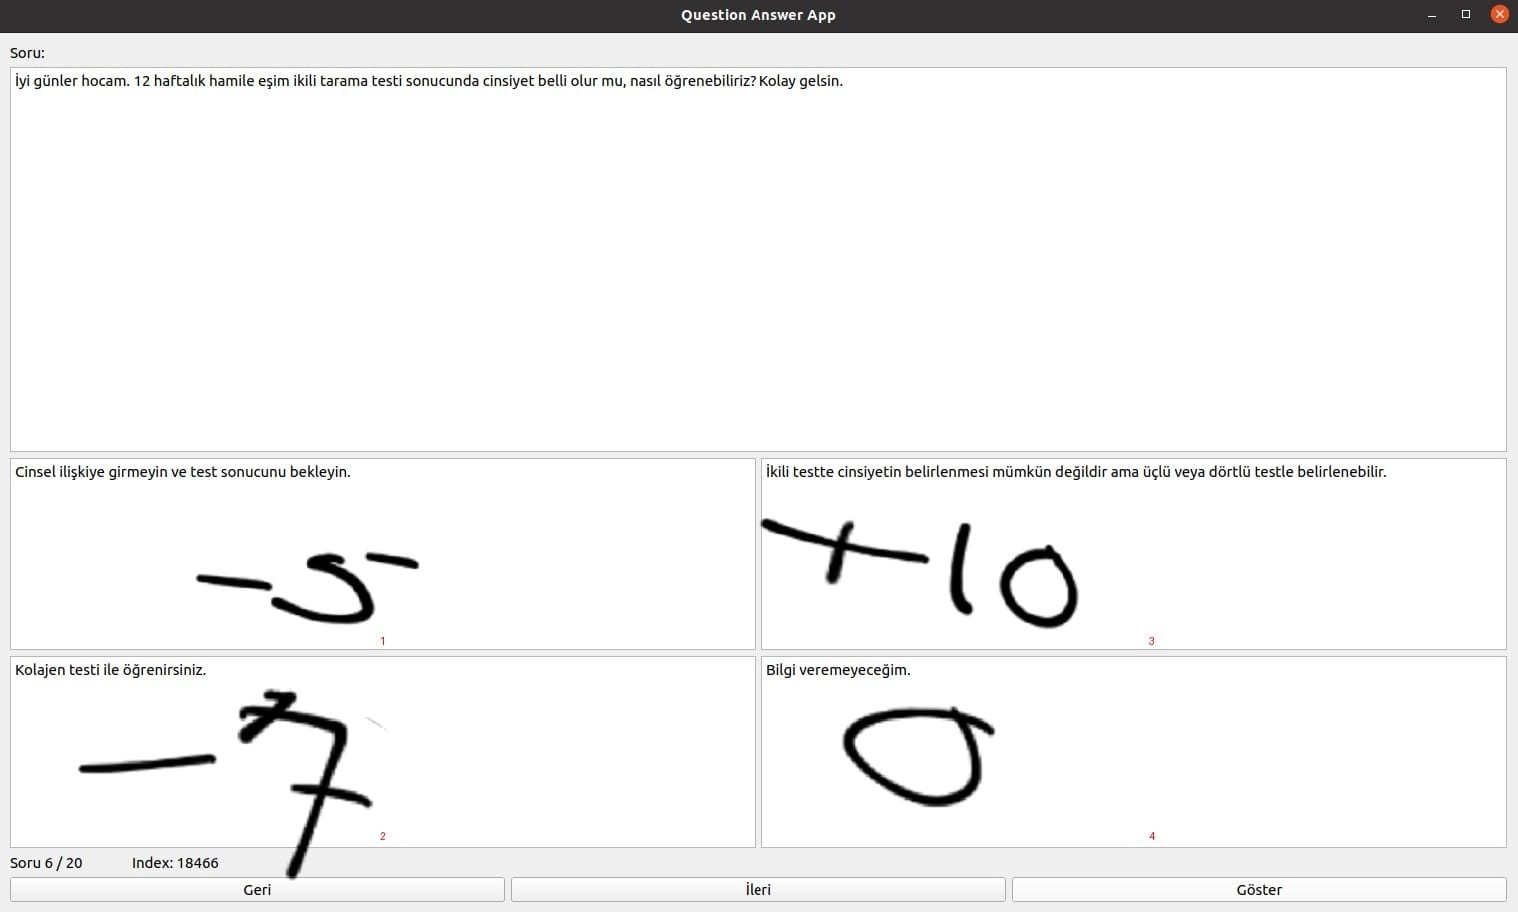 Question Answer App
Soru:
İyi günler hocam. 12 haftalık hamile eşim ikili tarama testi sonucunda cinsiyet belli olur mu, nasıl öğrenebiliriz? Kolay gelsin.
Cinsel ilişkiye girmeyin ve test sonucunu bekleyin.
-5
1
İkili testte cinsiyetin belirlenmesi mümkün değildir ama üçlü veya dörtlü testle belirlenebilir.
+10
3
Kolajen testi ile öğrenirsiniz.
-7
2
Bilgi veremeyeceğim.
0
4
Soru 6 / 20 Index: 18466
Geri İleri Göster